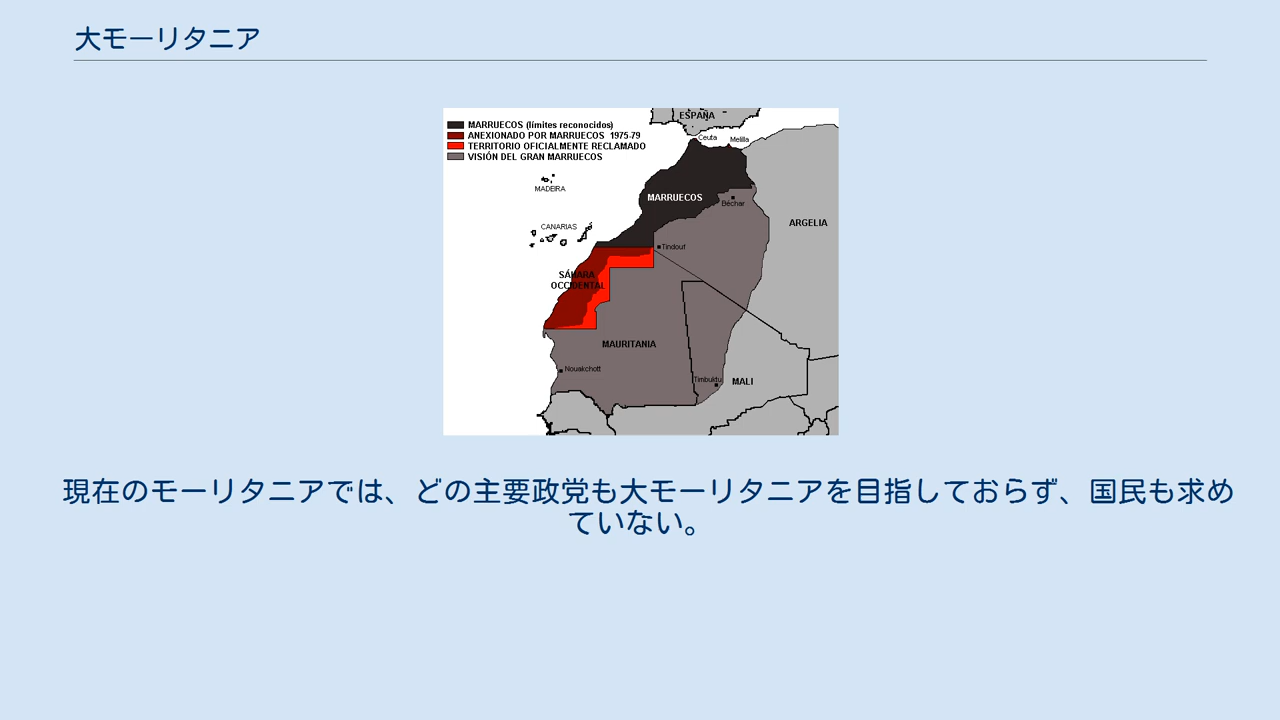 大モーリタニア
MARRUECOS (límites reconocidos)
ANEXIONADO POR MARRUECOS 1975-79
TERRITORIO OFICIALMENTE RECLAMADO
VISIÓN DEL GRAN MARRUECOS
ESPAÑA
Ceuta
Melilla
MADEIRA
MARRUECOS
Béchar
CANARIAS
ARGELIA
Tindouf
SÁHARA
OCCIDENTAL
MAURITANIA
Nouakchott
Timbuktu
MALI
現在のモーリタニアでは、どの主要政党も大モーリタニアを目指しておらず、国民も求め
ていない。